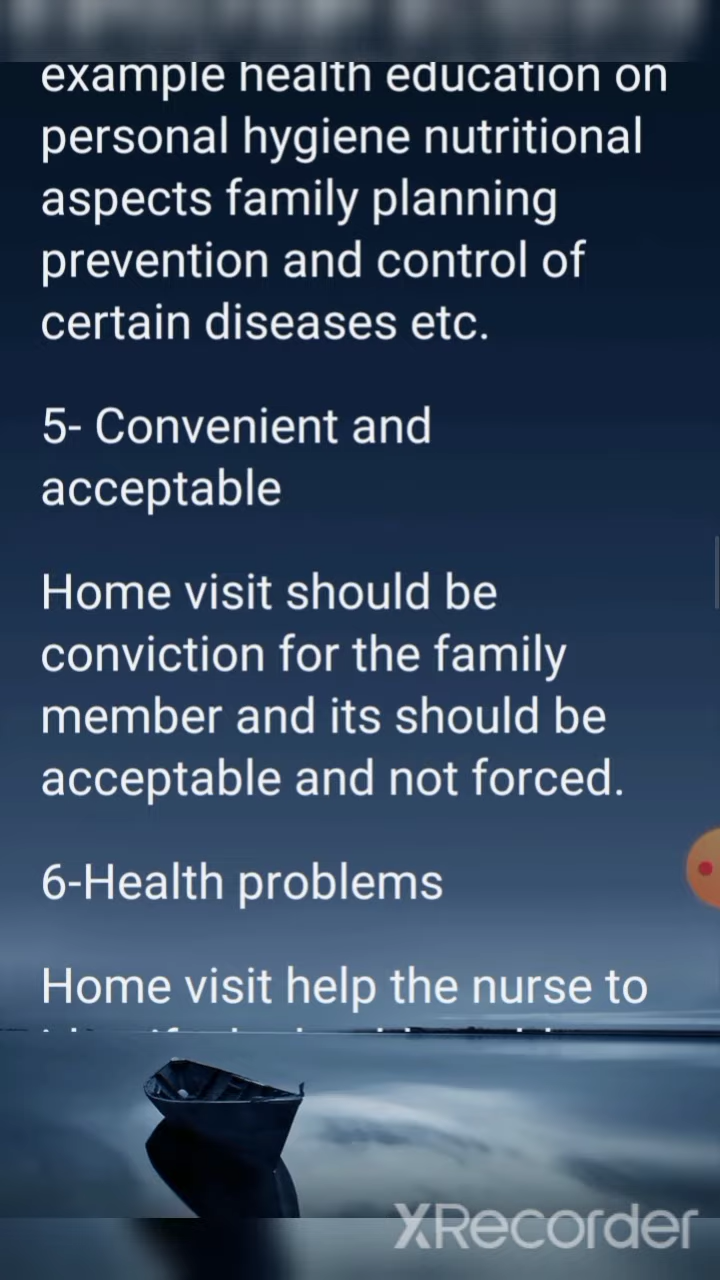 example health education on
personal hygiene nutritional
aspects family planning
prevention and control of
certain diseases etc.
5- Convenient and
acceptable
Home visit should be
conviction for the family
member and its should be
acceptable and not forced.
6-Health problems
Home visit help the nurse to
XRecorder